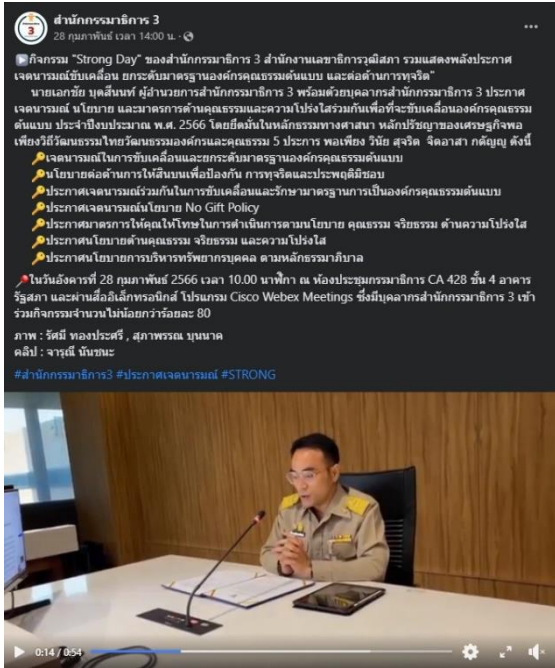 สำนักกรรมาธิการ 3
28 กุมภาพันธ์ เวลา 14:00 น. ·
กิจกรรม "Strong Day" ของสำนักกรรมาธิการ 3 สำนักงานเลขาธิการวุฒิสภา รวมแสดงพลังประกาศ
เจตนารมณ์ขับเคลื่อน ยกระดับมาตรฐานองค์กรคุณธรรมต้นแบบ และต่อต้านการทุจริต"
นายเอกชัย บุตสีนนท์ ผู้อำนวยการสำนักกรรมาธิการ 3 พร้อมด้วยบุคลากรสำนักกรรมาธิการ 3 ประกาศ
เจตนารมณ์ นโยบาย และมาตรการด้านคุณธรรมและความโปร่งใสร่วมกันเพื่อที่จะขับเคลื่อนองค์กรคุณธรรม
ต้นแบบ ประจำปีงบประมาณ พ.ศ. 2566 โดยยึดมั่นในหลักธรรมทางศาสนา หลักปรัชญาของเศรษฐกิจพอ
เพียงวิถีวัฒนธรรมไทยวัฒนธรรมองค์กรและคุณธรรม 5 ประการ พอเพียง วินัย สุจริต จิตอาสา กตัญญู ดังนี้
🔑เจตนารมณ์ในการขับเคลื่อนและยกระดับมาตรฐานองค์กรคุณธรรมต้นแบบ
🔑นโยบายต่อต้านการให้สินบนเพื่อป้องกัน การทุจริตและประพฤติมิชอบ
🔑ประกาศเจตนารมณ์ร่วมกันในการขับเคลื่อนและรักษามาตรฐานการเป็นองค์กรคุณธรรมต้นแบบ
🔑ประกาศเจตนารมณ์นโยบาย No Gift Policy
🔑ประกาศมาตรการให้คุณให้โทษในการดำเนินการตามนโยบาย คุณธรรม จริยธรรม ด้านความโปร่งใส
🔑ประกาศนโยบายด้านคุณธรรม จริยธรรม และความโปร่งใส
🔑ประกาศนโยบายการบริหารทรัพยากรบุคคล ตามหลักธรรมาภิบาล
📌ในวันอังคารที่ 28 กุมภาพันธ์ 2566 เวลา 10.00 นาฬิกา ณ ห้องประชุมกรรมาธิการ CA 428 ชั้น 4 อาคาร
รัฐสภา และผ่านสื่ออิเล็กทรอนิกส์ โปรแกรม Cisco Webex Meetings ซึ่งมีบุคลากรสำนักกรรมาธิการ 3 เข้า
ร่วมกิจกรรมจำนวนไม่น้อยกว่าร้อยละ 80
ภาพ : รัศมี ทองประศรี , สุภาพรรณ บุนนาค
คลิป : จารุณี นันชนะ
#สำนักกรรมาธิการ3 #ประกาศเจตนารมณ์ #STRONG
0:14 / 0:54